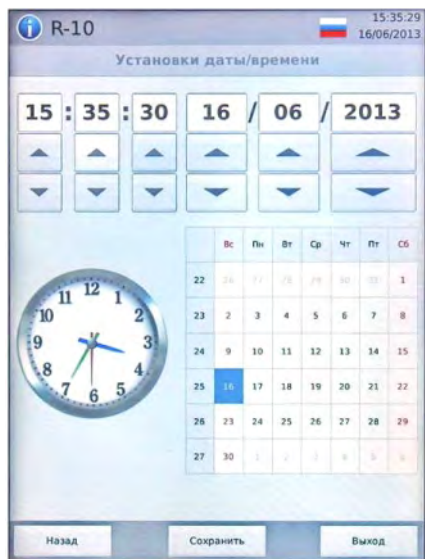 R-10
15:35:29
16/06/2013
Установки даты/времени
15 : 35 : 30 16 / 06 / 2013
Вс Пн Вт Ср Чт Пт Сб
22 1
23 2 3 4 5 6 7 8
24 9 10 11 12 13 14 15
25 16 17 18 19 20 21 22
26 23 24 25 26 27 28 29
27 30
12
11 1
10 2
9 3
8 4
7 5
6
Назад Сохранить Выход